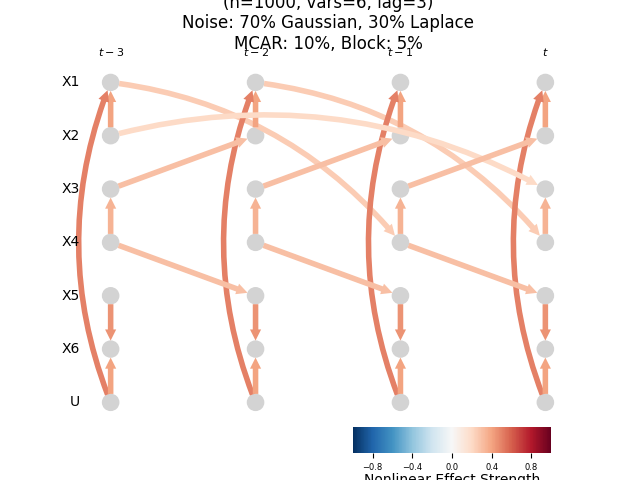 (n=1000, vars=6, lag=3)
Noise: 70% Gaussian, 30% Laplace
MCAR: 10%, Block: 5%
t − 3 t − 2 t − 1 t
X1
X2
X3
X4
X5
X6
U
−0.8 −0.4 0.0 0.4 0.8
Nonlinear Effect Strength